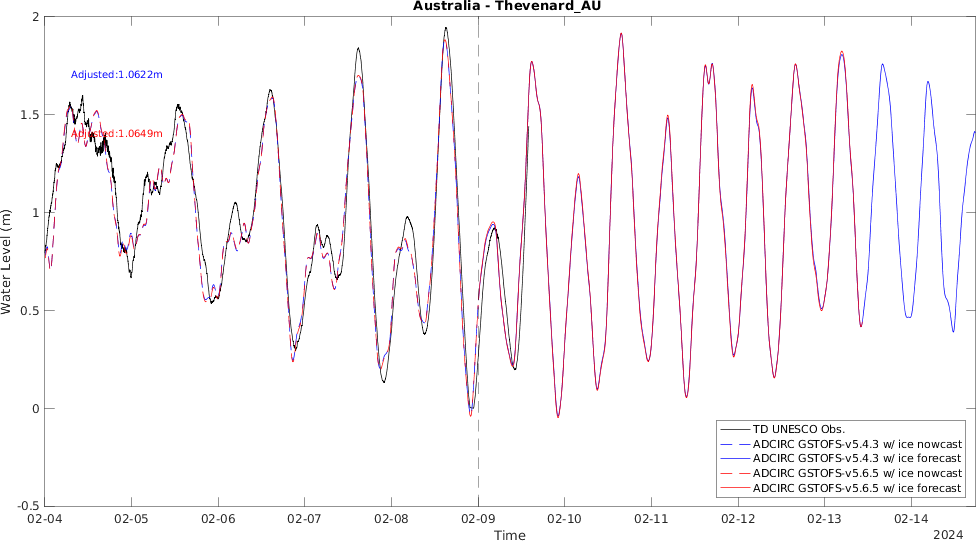 Australia - Thevenard_AU
2
1.5
1
0.5
0
-0.5
Water Level (m)
Adjusted:1.0622m
Adjusted:1.0649m
TD UNESCO Obs.
ADCIRC GSTOFS-v5.4.3 w/ ice nowcast
ADCIRC GSTOFS-v5.4.3 w/ ice forecast
ADCIRC GSTOFS-v5.6.5 w/ ice nowcast
ADCIRC GSTOFS-v5.6.5 w/ ice forecast
02-04 02-05 02-06 02-07 02-08 02-09 02-10 02-11 02-12 02-13 02-14
Time
2024